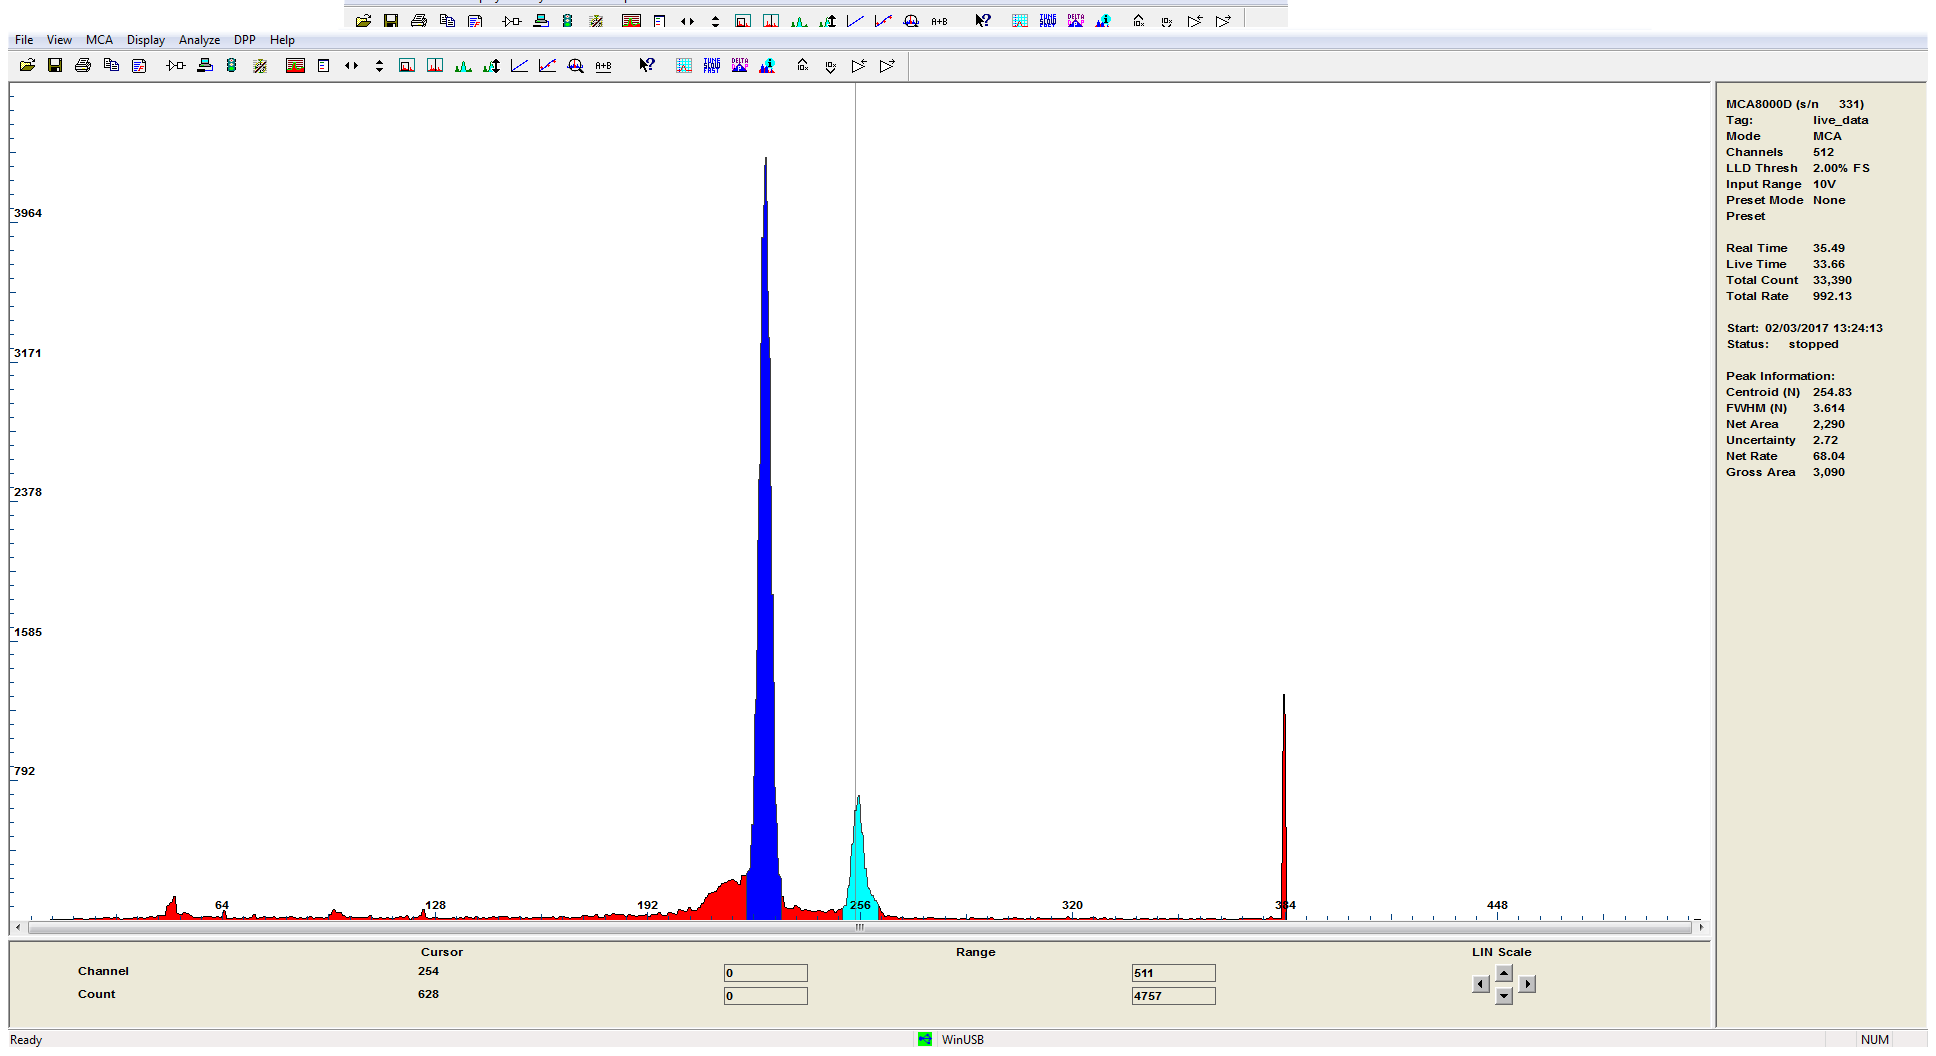 File View MCA Display Analyze DPP Help
MCA8000D (s/n 331)
Tag: live_data
Mode MCA
Channels 512
LLD Thresh 2.00% FS
Input Range 10V
Preset Mode None
Preset
Real Time 35.49
Live Time 33.66
Total Count 33,390
Total Rate 992.13
Start: 02/03/2017 13:24:13
Status: stopped
Peak Information:
Centroid (N) 254.83
FWHM (N) 3.614
Net Area 2,290
Uncertainty 2.72
Net Rate 68.04
Gross Area 3,090
3964
3171
2378
1585
792
64 128 192 256 320 384 448
Cursor Range LIN Scale
Channel 254 0 511
Count 628 0 4757
Ready WinUSB NUM